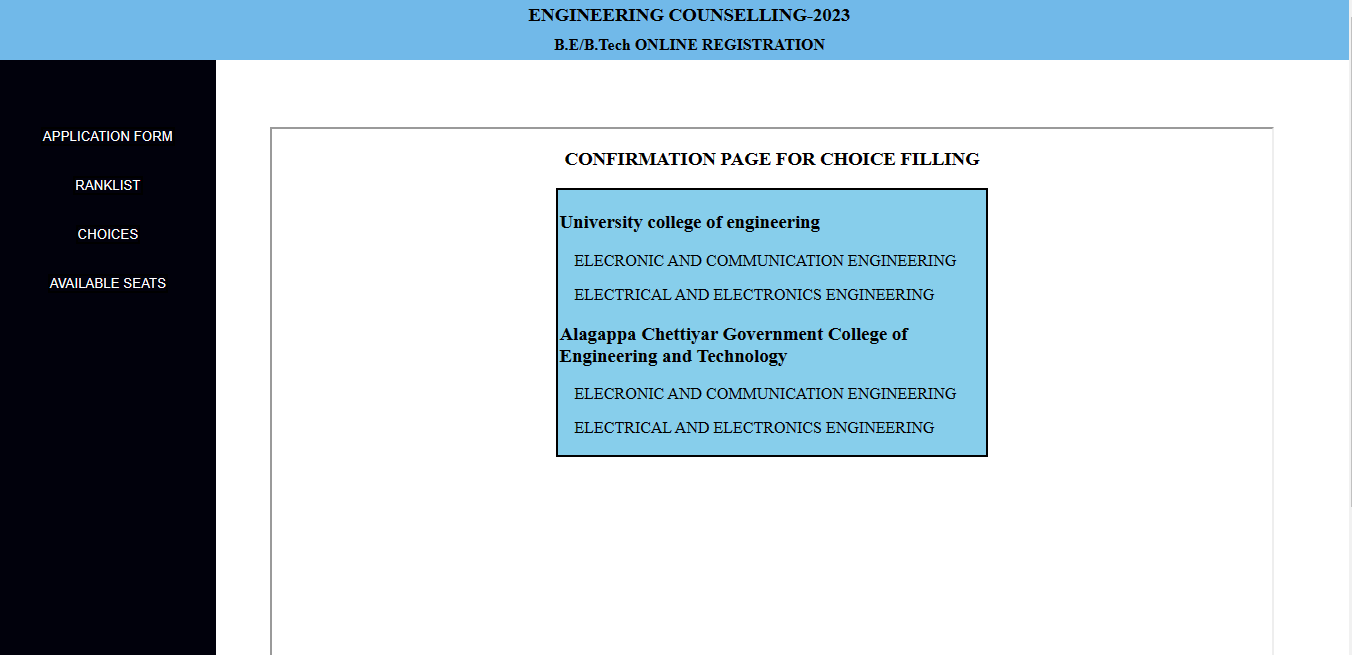 ENGINEERING COUNSELLING-2023
B.E/B.Tech ONLINE REGISTRATION
APPLICATION FORM
RANKLIST
CHOICES
AVAILABLE SEATS
CONFIRMATION PAGE FOR CHOICE FILLING
University college of engineering
ELECRONIC AND COMMUNICATION ENGINEERING
ELECTRICAL AND ELECTRONICS ENGINEERING
Alagappa Chettiyar Government College of
Engineering and Technology
ELECRONIC AND COMMUNICATION ENGINEERING
ELECTRICAL AND ELECTRONICS ENGINEERING